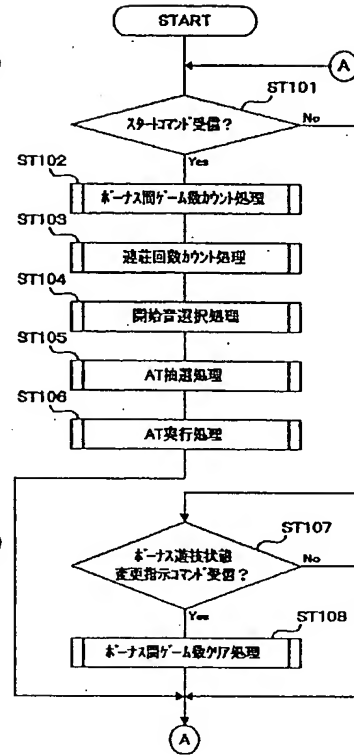 START
A
ST101
スタートコマンド受信?
No
Yes
ST102
ボーナス間ゲーム数カウント処理
ST103
連荘回数カウント処理
ST104
開始音選択処理
ST105
AT抽選処理
ST106
AT実行処理
ST107
ボーナス遊技状態
変更指示コマンド受信?
No
Yes
ST108
ボーナス間ゲーム数クリア処理
A